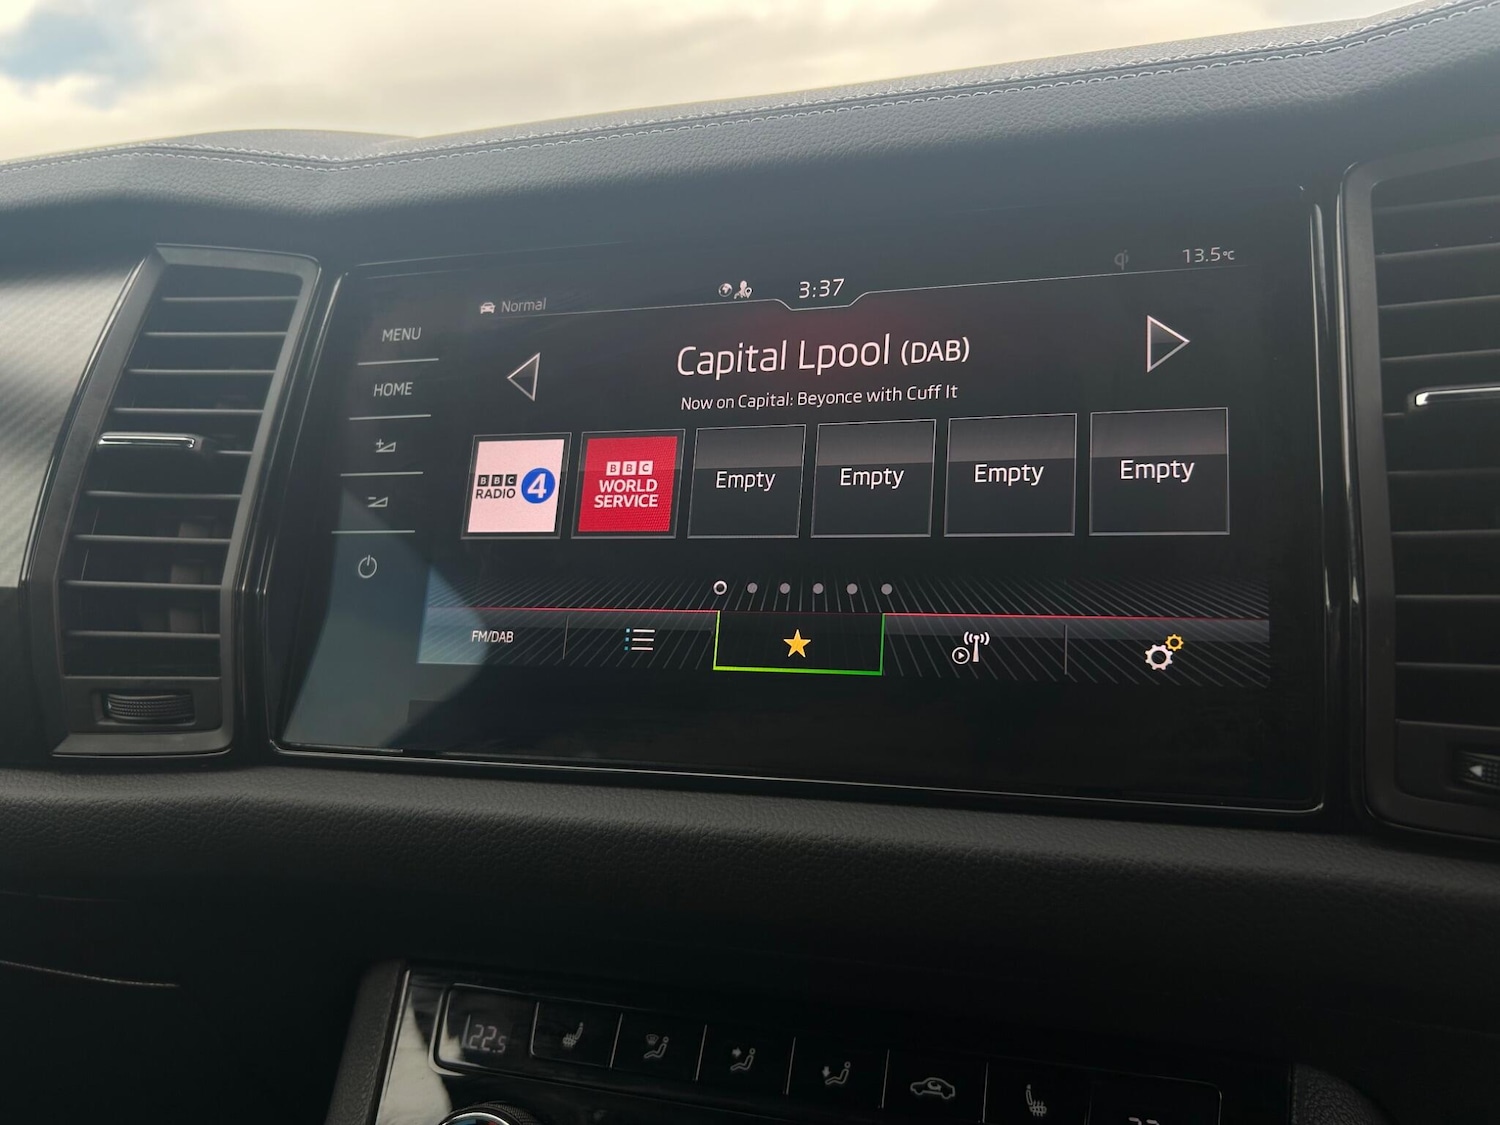 Normal
3:37
13.5°C
MENU
HOME
Capital Lpool (DAB)
Now on Capital: Beyonce with Cuff It
BBC
RADIO 4
BBC
WORLD
SERVICE
Empty
Empty
Empty
Empty
FM/DAB
22.5